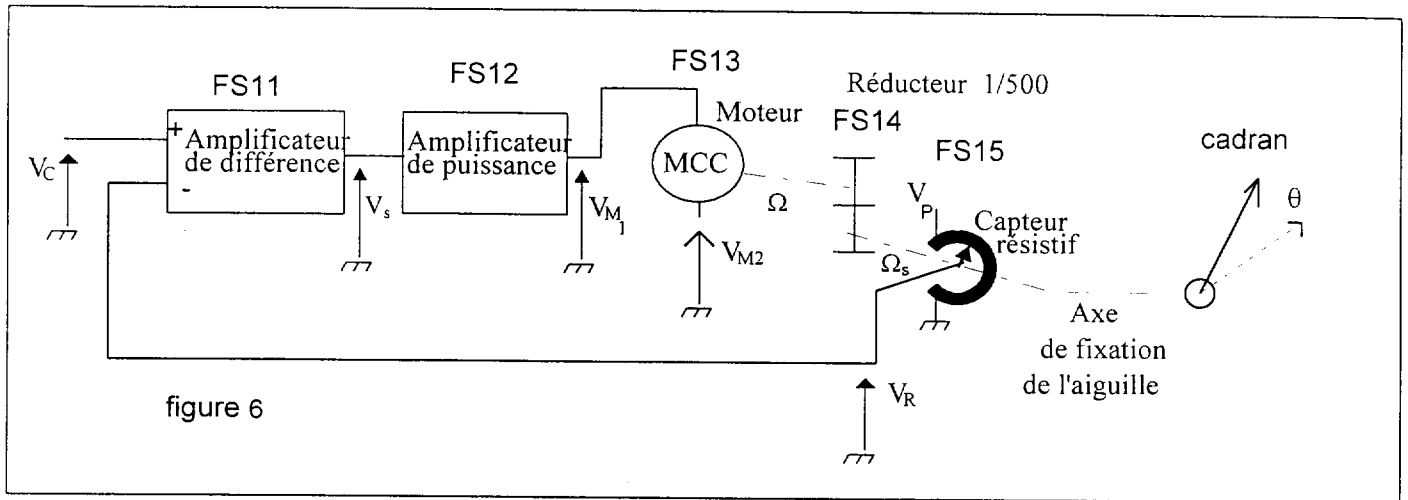 FS11
FS12
FS13
Réducteur 1/500
FS14
FS15
cadran
Moteur
MCC
+
Amplificateur
de différence
-
Amplificateur
de puissance
V_C
V_s
V_M1
V_M2
Ω
Ω_s
V_P
Capteur
résistif
θ
Axe
de fixation
de l'aiguille
V_R
figure 6